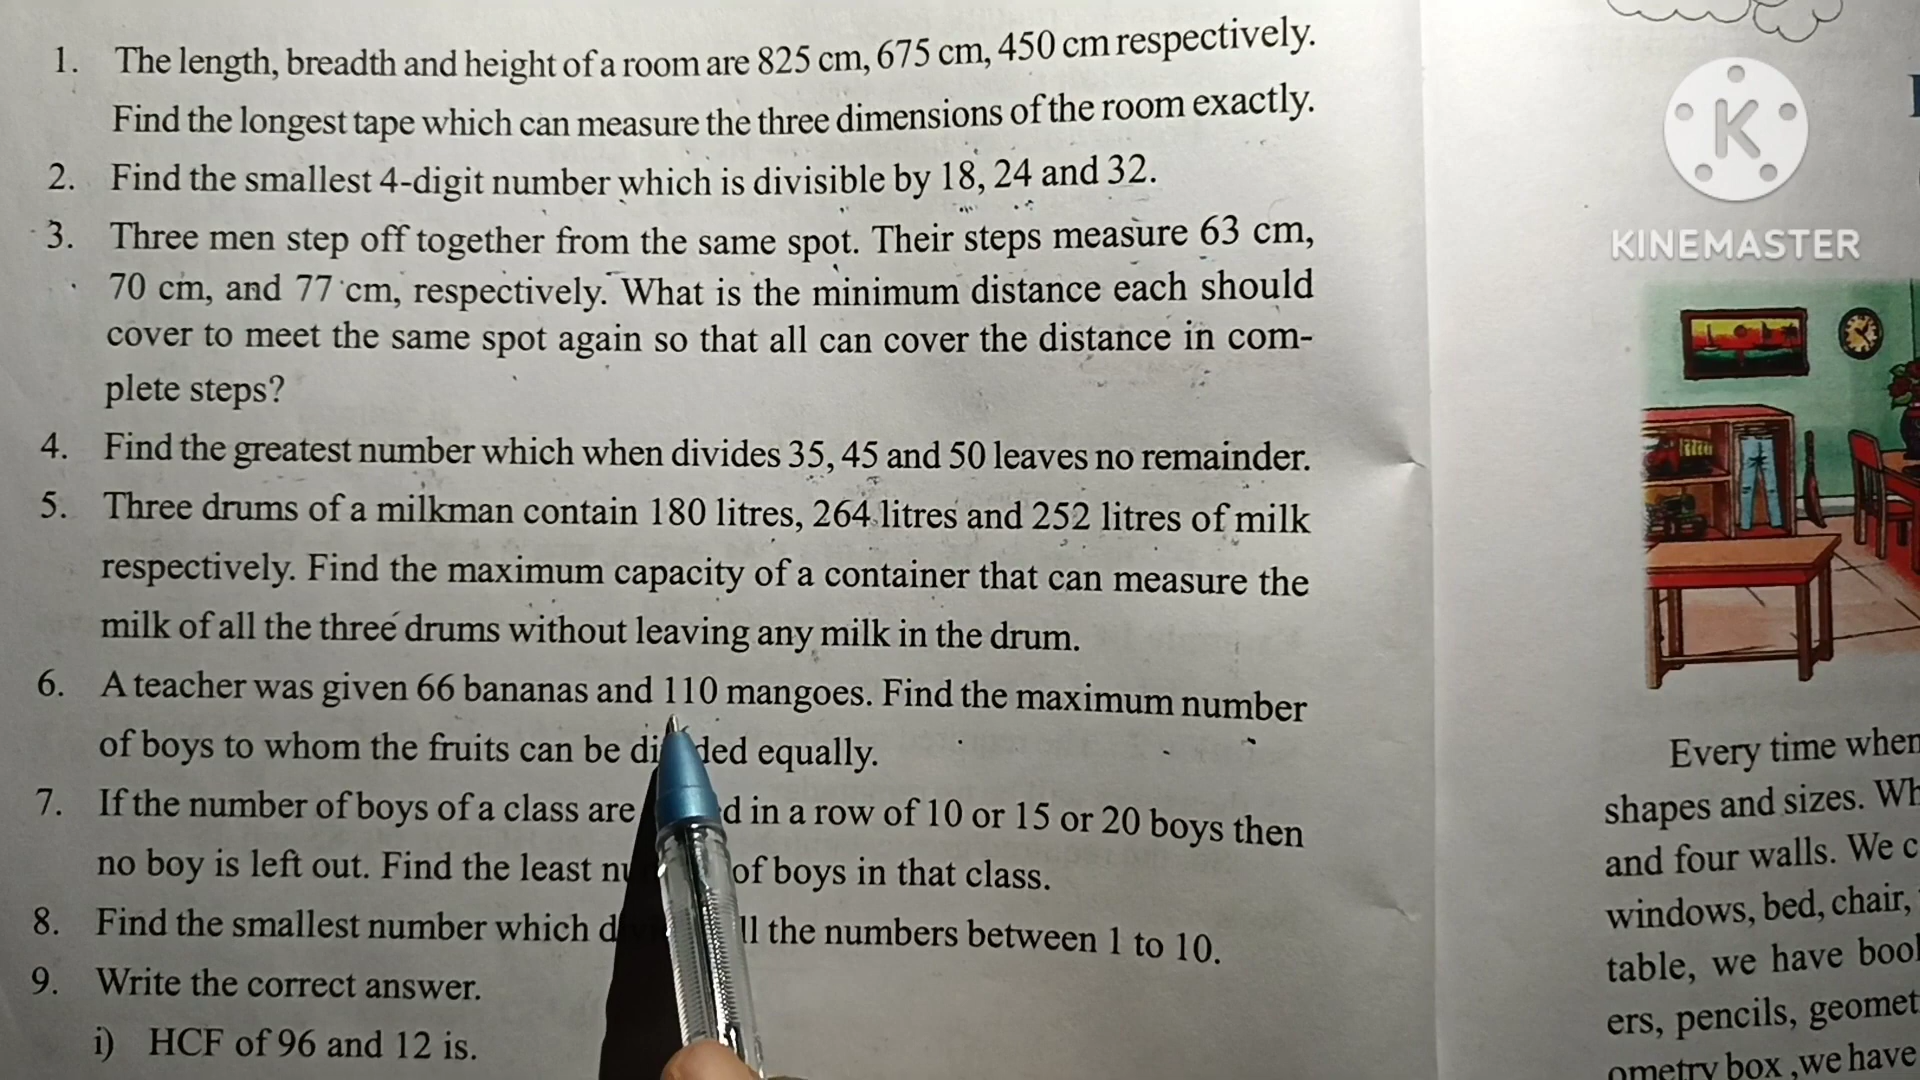 1. The length, breadth and height of a room are 825 cm, 675 cm, 450 cm respectively.
Find the longest tape which can measure the three dimensions of the room exactly.
2. Find the smallest 4-digit number which is divisible by 18, 24 and 32.
3. Three men step off together from the same spot. Their steps measure 63 cm,
70 cm, and 77 cm, respectively. What is the minimum distance each should
cover to meet the same spot again so that all can cover the distance in com-
plete steps?
4. Find the greatest number which when divides 35, 45 and 50 leaves no remainder.
5. Three drums of a milkman contain 180 litres, 264 litres and 252 litres of milk
respectively. Find the maximum capacity of a container that can measure the
milk of all the three drums without leaving any milk in the drum.
6. A teacher was given 66 bananas and 110 mangoes. Find the maximum number
of boys to whom the fruits can be equally.
7. If the number of boys of a class are in a row of 10 or 15 or 20 boys then
no boy is left out. Find the least of boys in that class.
8. Find the smallest number which the numbers between 1 to 10.
9. Write the correct answer.
i) HCF of 96 and 12 is.
KINEMASTER
Every time when
shapes and sizes.
and four walls. We
windows, bed, chair,
table, we have
ers, pencils,
ometry box ,we have